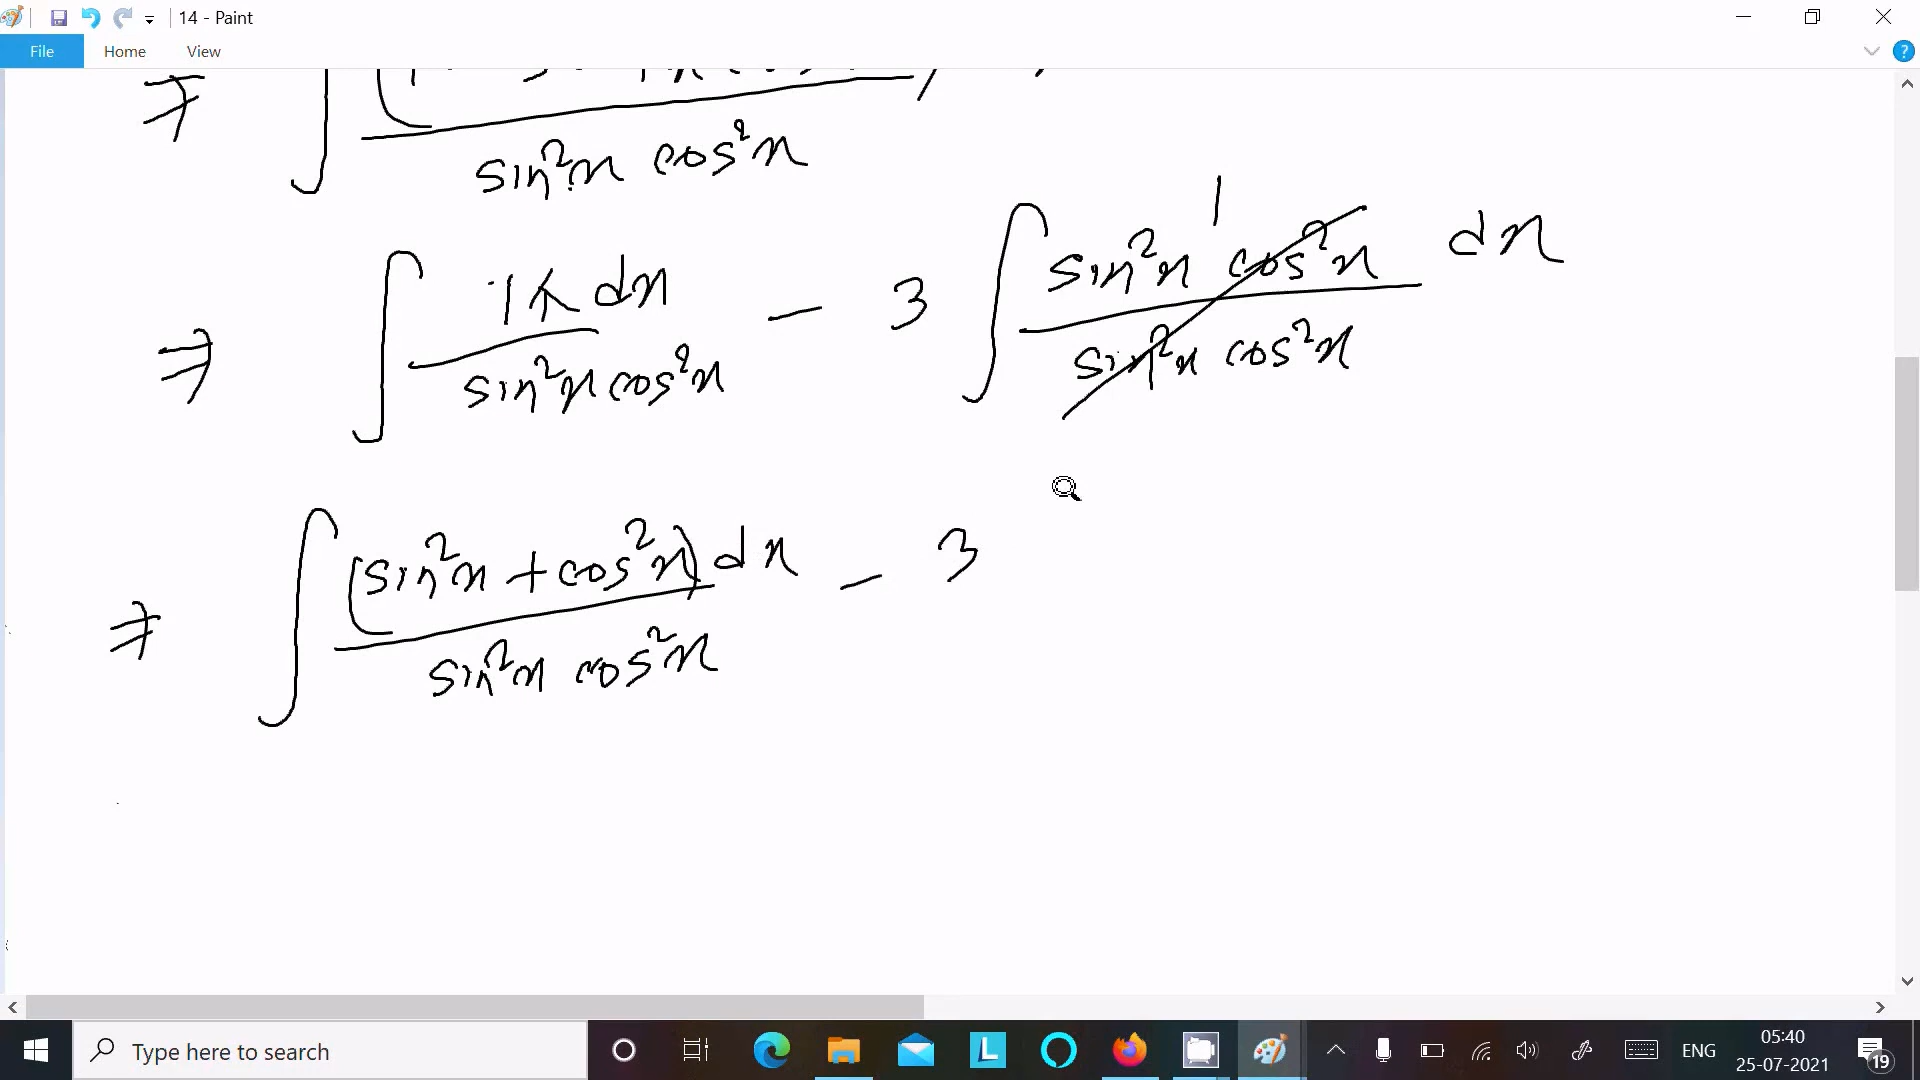 14 - Paint
File Home View
⇒ ∫
sin²x cos²x
1
⇒ ∫ 1 dx / sin²x cos²x - 3 ∫ sin²x cos²x / sin²x cos²x dx
⇒ ∫ (sin²x + cos²x) dx / sin²x cos²x - 3
Type here to search
ENG
05:40
25-07-2021
19